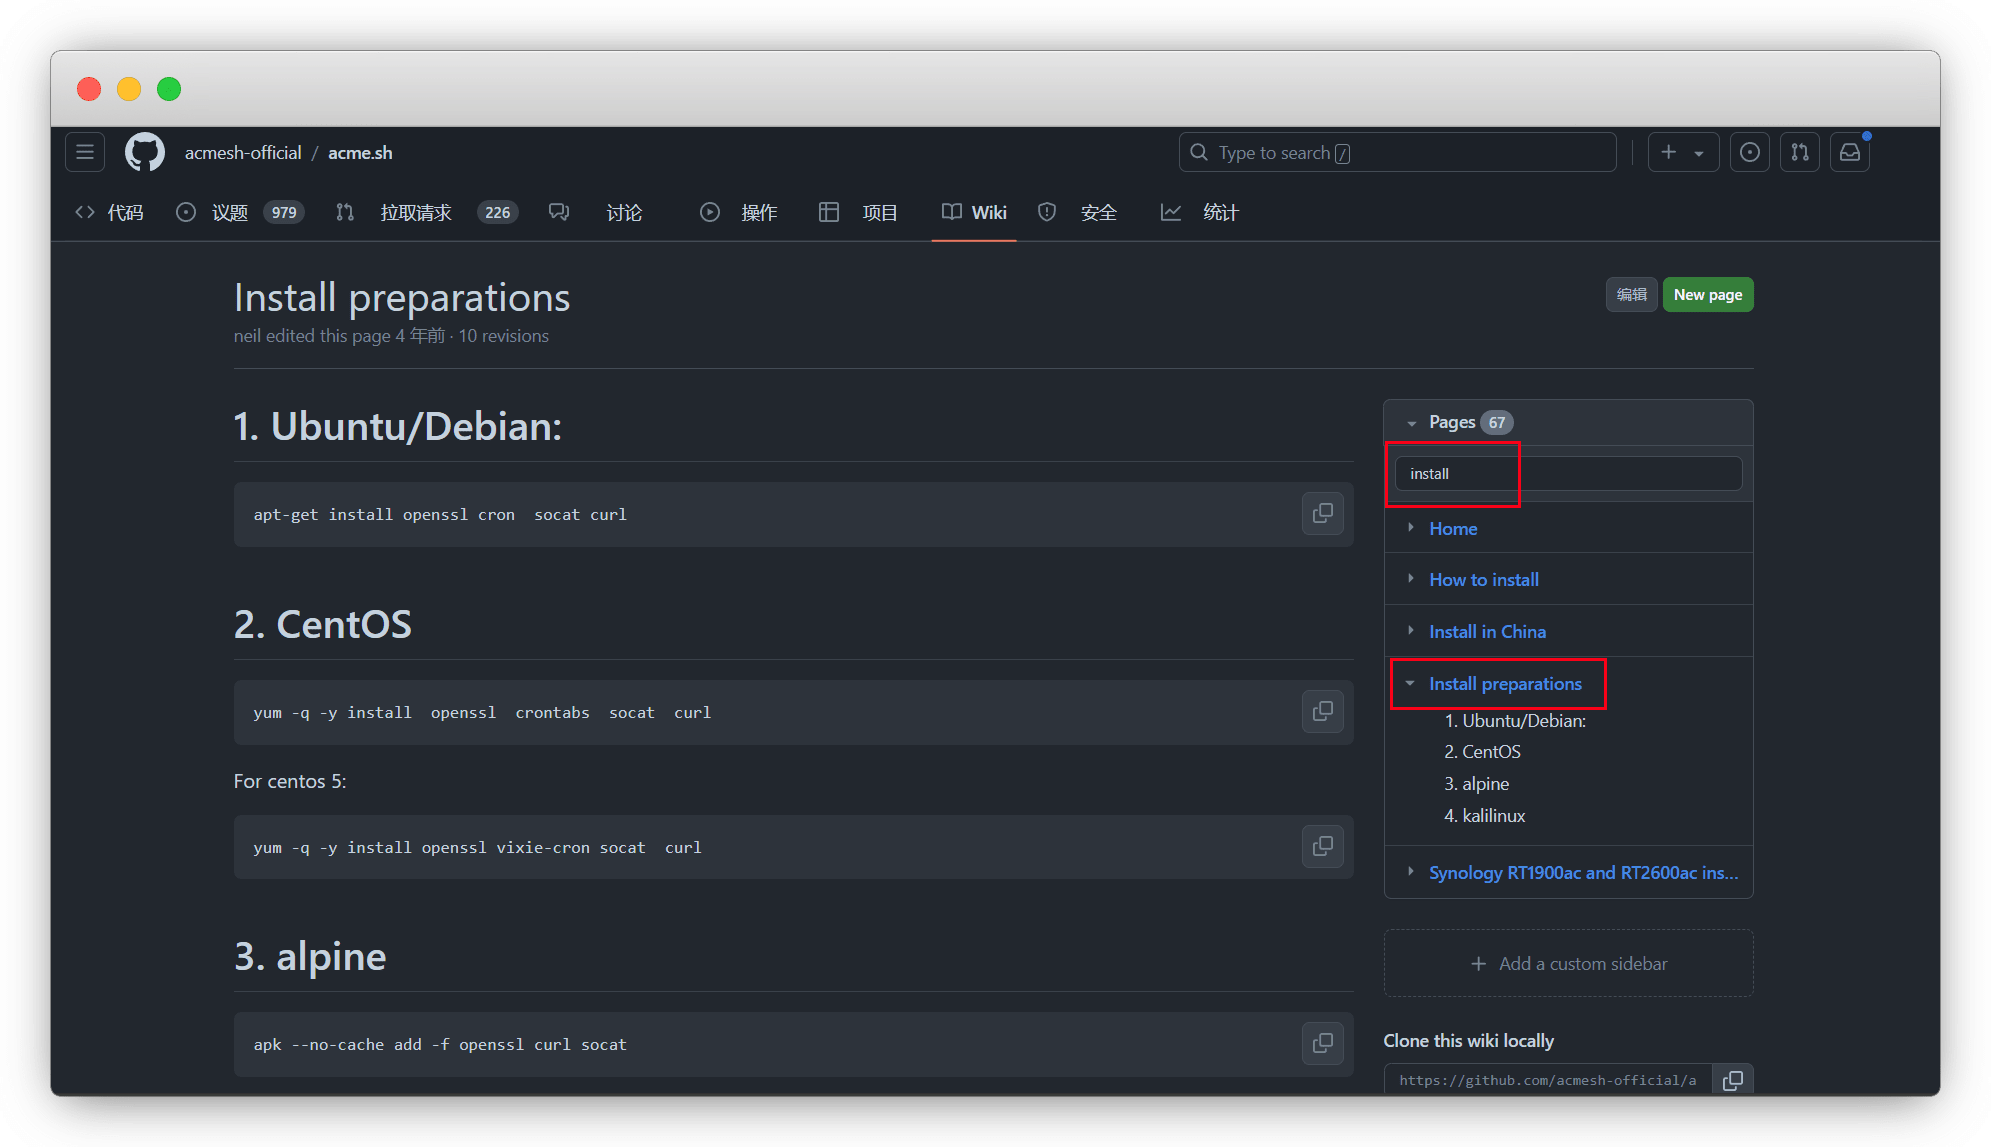 acmesh-official / acme.sh
Type to search /
代码 议题 979 拉取请求 226 讨论 操作 项目 Wiki 安全 统计
Install preparations
编辑 New page
neil edited this page 4 年前 · 10 revisions
1. Ubuntu/Debian:
apt-get install openssl cron  socat curl
2. CentOS
yum -q -y install  openssl  crontabs  socat  curl
For centos 5:
yum -q -y install openssl vixie-cron socat  curl
3. alpine
apk --no-cache add -f openssl curl socat
Pages 67
install
Home
How to install
Install in China
Install preparations
1. Ubuntu/Debian:
2. CentOS
3. alpine
4. kalilinux
Synology RT1900ac and RT2600ac ins...
+ Add a custom sidebar
Clone this wiki locally
https://github.com/acmesh-official/a